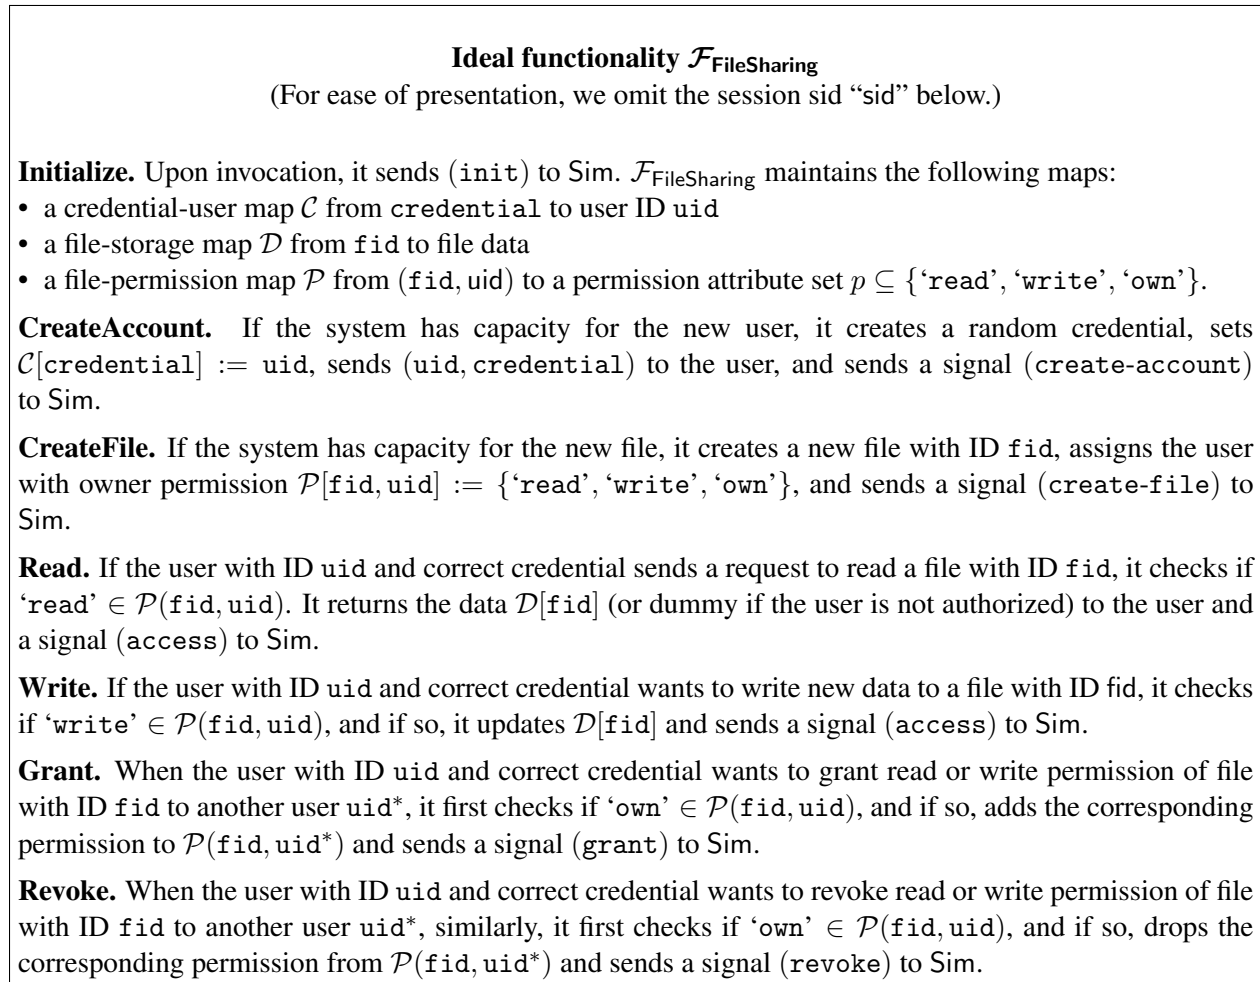 Ideal functionality 𝓕FileSharing
(For ease of presentation, we omit the session sid “sid” below.)
Initialize. Upon invocation, it sends (init) to Sim. 𝓕FileSharing maintains the following maps:
• a credential-user map 𝒞 from credential to user ID uid
• a file-storage map 𝒟 from fid to file data
• a file-permission map 𝒫 from (fid, uid) to a permission attribute set p ⊆ {‘read’, ‘write’, ‘own’}.
CreateAccount. If the system has capacity for the new user, it creates a random credential, sets
𝒞[credential] := uid, sends (uid, credential) to the user, and sends a signal (create-account)
to Sim.
CreateFile. If the system has capacity for the new file, it creates a new file with ID fid, assigns the user
with owner permission 𝒫[fid, uid] := {‘read’, ‘write’, ‘own’}, and sends a signal (create-file) to
Sim.
Read. If the user with ID uid and correct credential sends a request to read a file with ID fid, it checks if
‘read’ ∈ 𝒫(fid, uid). It returns the data 𝒟[fid] (or dummy if the user is not authorized) to the user and
a signal (access) to Sim.
Write. If the user with ID uid and correct credential wants to write new data to a file with ID fid, it checks
if ‘write’ ∈ 𝒫(fid, uid), and if so, it updates 𝒟[fid] and sends a signal (access) to Sim.
Grant. When the user with ID uid and correct credential wants to grant read or write permission of file
with ID fid to another user uid*, it first checks if ‘own’ ∈ 𝒫(fid, uid), and if so, adds the corresponding
permission to 𝒫(fid, uid*) and sends a signal (grant) to Sim.
Revoke. When the user with ID uid and correct credential wants to revoke read or write permission of file
with ID fid to another user uid*, similarly, it first checks if ‘own’ ∈ 𝒫(fid, uid), and if so, drops the
corresponding permission from 𝒫(fid, uid*) and sends a signal (revoke) to Sim.